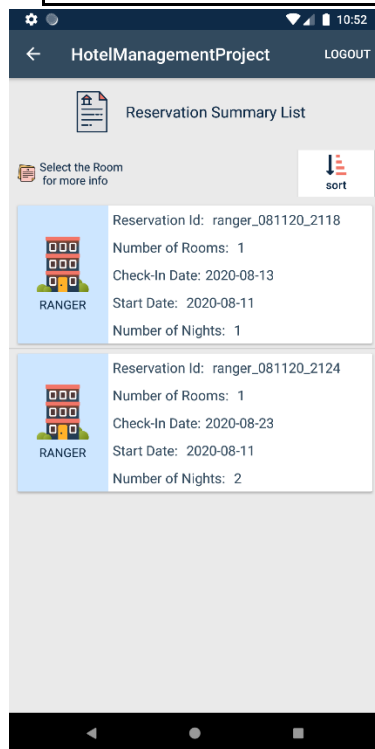 10:52
HotelManagementProject
LOGOUT
Reservation Summary List
Select the Room
for more info
sort
Reservation Id: ranger_081120_2118
Number of Rooms: 1
Check-In Date: 2020-08-13
Start Date: 2020-08-11
Number of Nights: 1
RANGER
Reservation Id: ranger_081120_2124
Number of Rooms: 1
Check-In Date: 2020-08-23
Start Date: 2020-08-11
Number of Nights: 2
RANGER